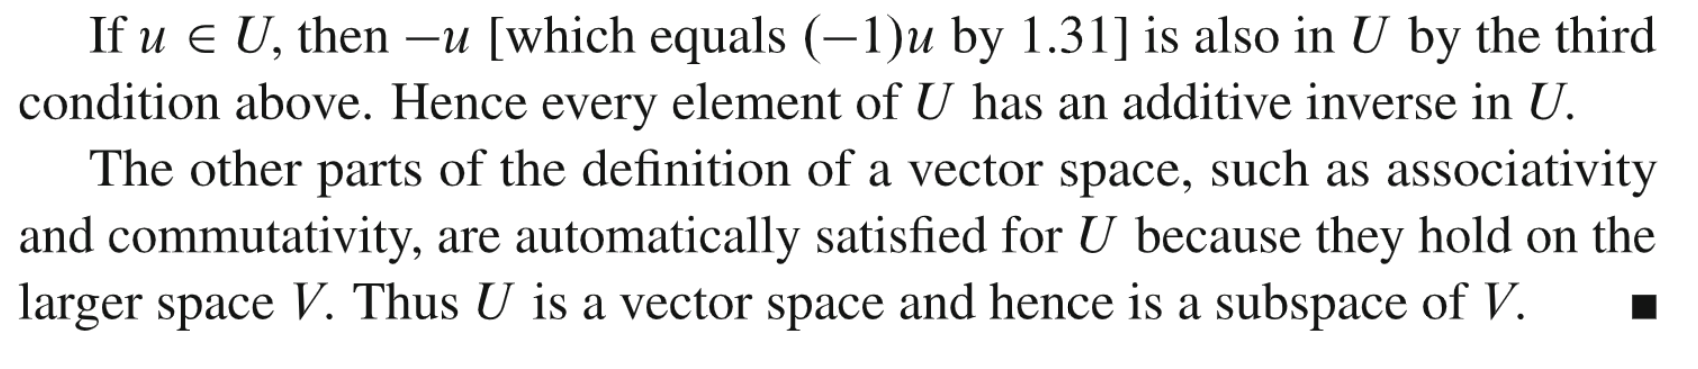 If u ∈ U, then −u [which equals (−1)u by 1.31] is also in U by the third
condition above. Hence every element of U has an additive inverse in U.
The other parts of the definition of a vector space, such as associativity
and commutativity, are automatically satisfied for U because they hold on the
larger space V. Thus U is a vector space and hence is a subspace of V. ■